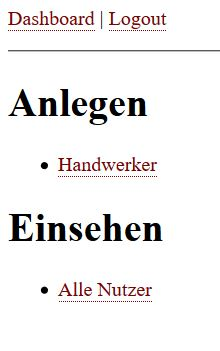 Dashboard | Logout
Anlegen
Handwerker
Einsehen
Alle Nutzer